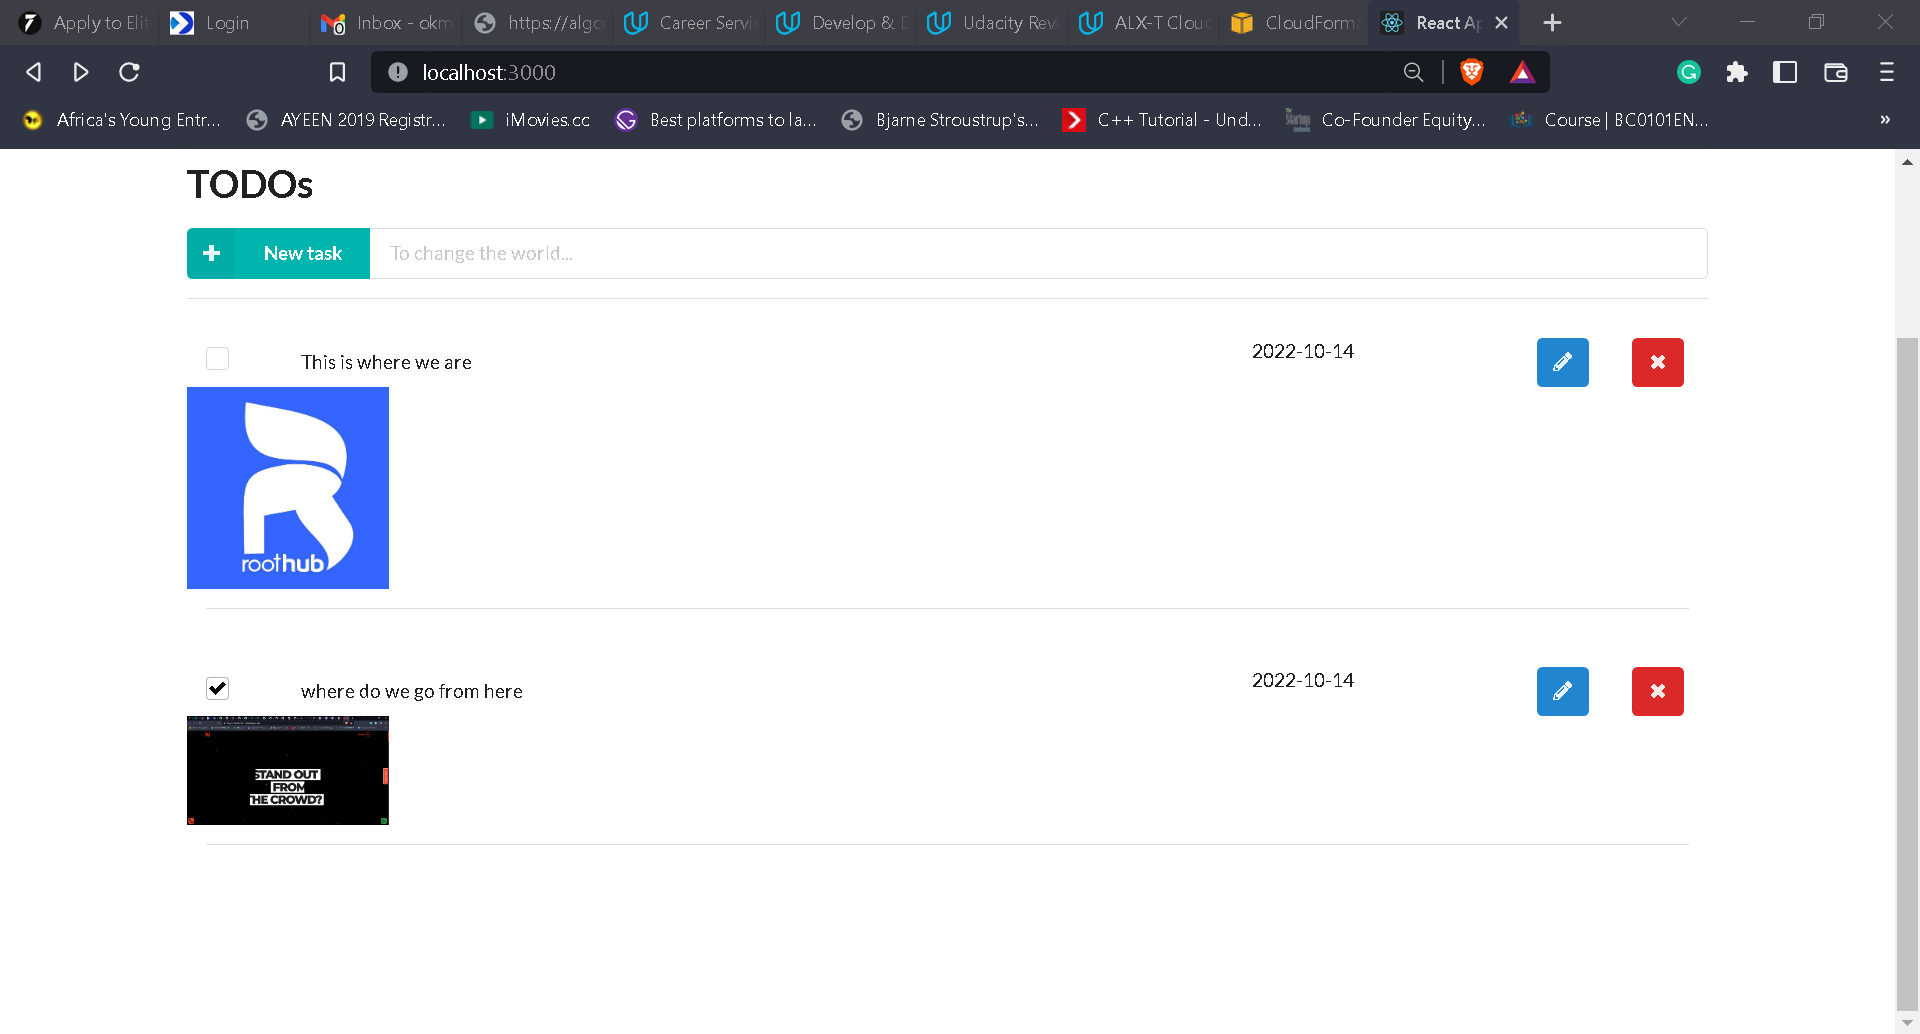 Apply to Elit
Login
Inbox - okm
https://algo
Career Servi
Develop & D
Udacity Revi
ALX-T Clou
CloudForma
React Ap
localhost:3000
Africa's Young Entr...
AYEEN 2019 Registr...
iMovies.cc
Best platforms to la...
Bjarne Stroustrup's...
C++ Tutorial - Und...
Co-Founder Equity...
Course | BC0101EN...
TODOs
New task
To change the world...
This is where we are
2022-10-14
roothub
where do we go from here
2022-10-14
STAND OUT
FROM
THE CROWD?